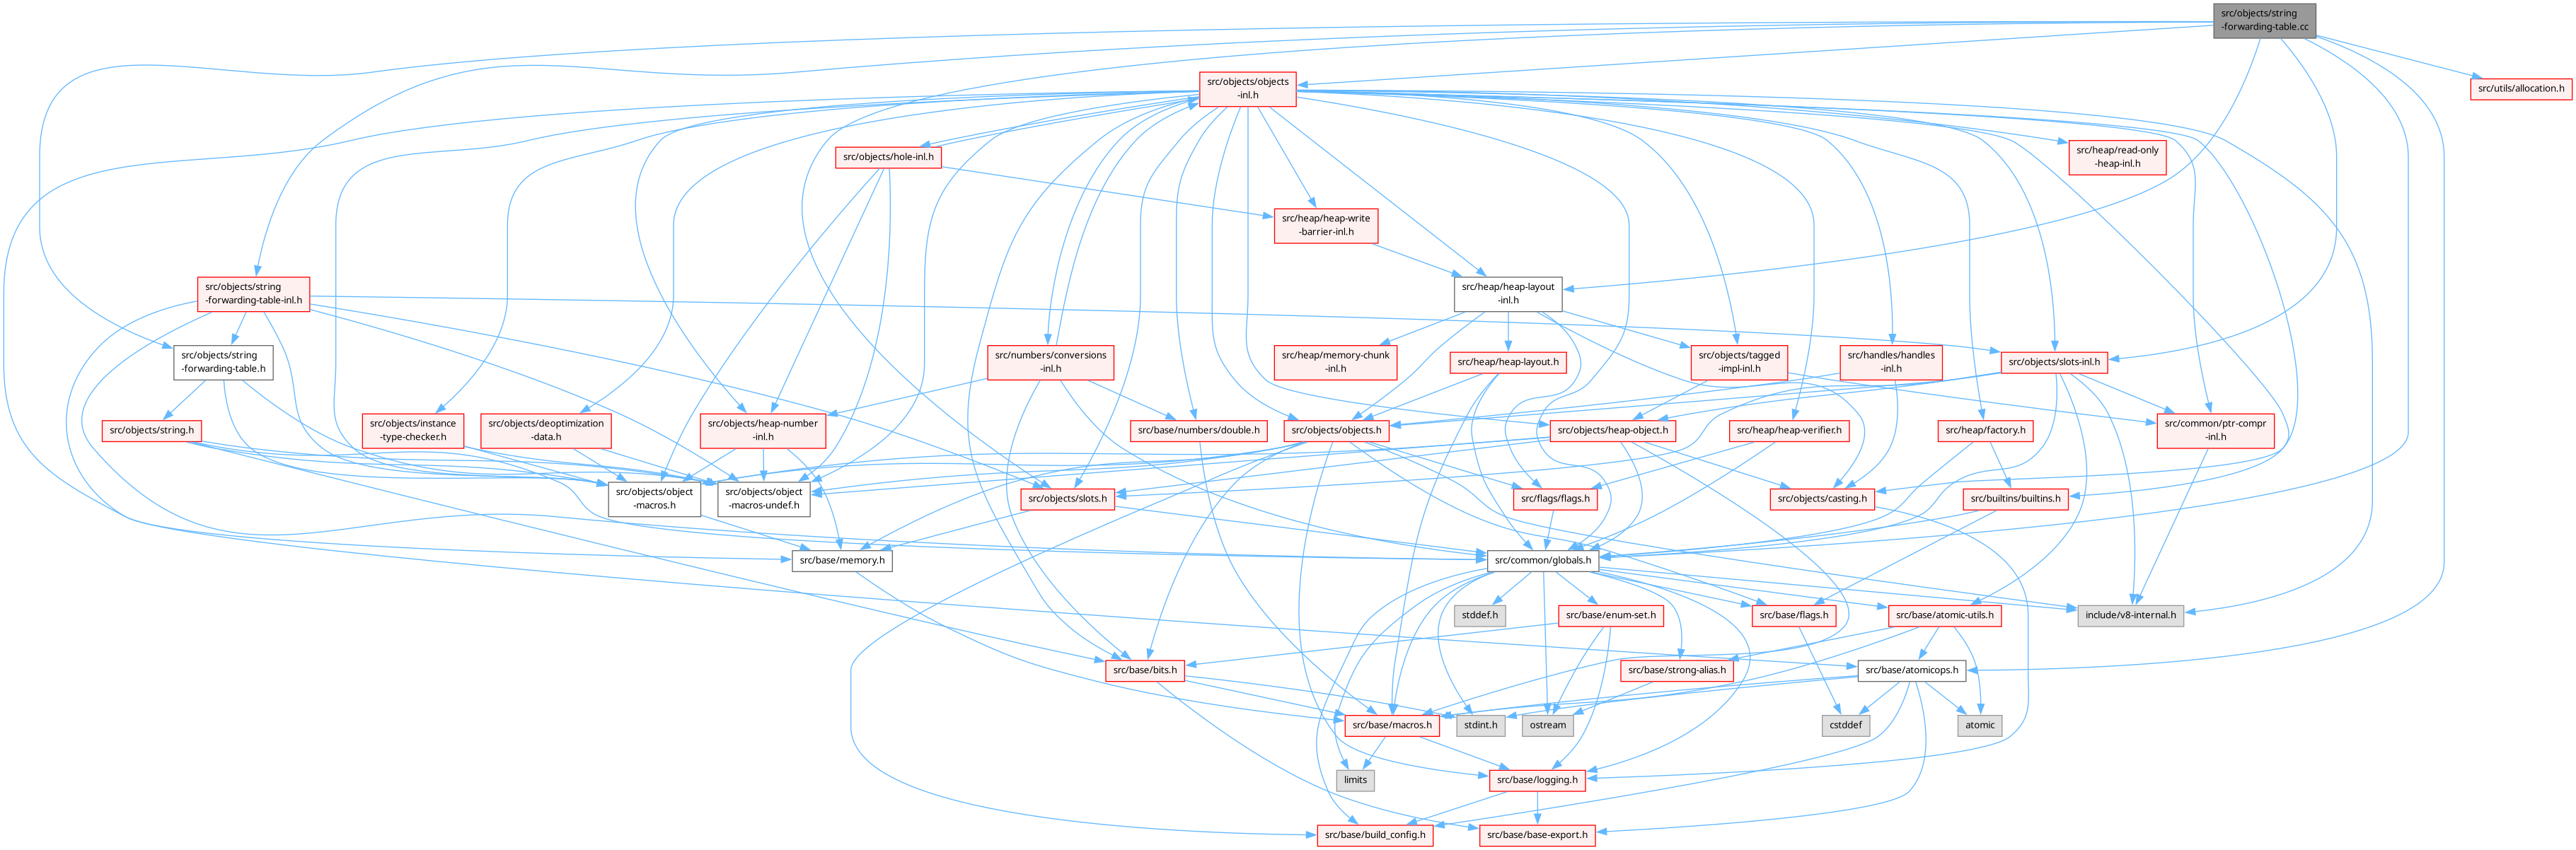 src/objects/string
-forwarding-table.cc
src/objects/objects
-inl.h
src/utils/allocation.h
src/objects/hole-inl.h
src/heap/read-only
-heap-inl.h
src/heap/heap-write
-barrier-inl.h
src/objects/string
-forwarding-table-inl.h
src/heap/heap-layout
-inl.h
src/objects/string
-forwarding-table.h
src/numbers/conversions
-inl.h
src/heap/memory-chunk
-inl.h
src/heap/heap-layout.h
src/objects/tagged
-impl-inl.h
src/handles/handles
-inl.h
src/objects/slots-inl.h
src/objects/string.h
src/objects/instance
-type-checker.h
src/objects/deoptimization
-data.h
src/objects/heap-number
-inl.h
src/base/numbers/double.h
src/objects/objects.h
src/objects/heap-object.h
src/heap/heap-verifier.h
src/heap/factory.h
src/common/ptr-compr
-inl.h
src/objects/object
-macros.h
src/objects/object
-macros-undef.h
src/objects/slots.h
src/flags/flags.h
src/objects/casting.h
src/builtins/builtins.h
src/base/memory.h
src/common/globals.h
stddef.h
src/base/enum-set.h
src/base/flags.h
src/base/atomic-utils.h
include/v8-internal.h
src/base/bits.h
src/base/strong-alias.h
src/base/atomicops.h
src/base/macros.h
stdint.h
ostream
cstddef
atomic
limits
src/base/logging.h
src/base/build_config.h
src/base/base-export.h